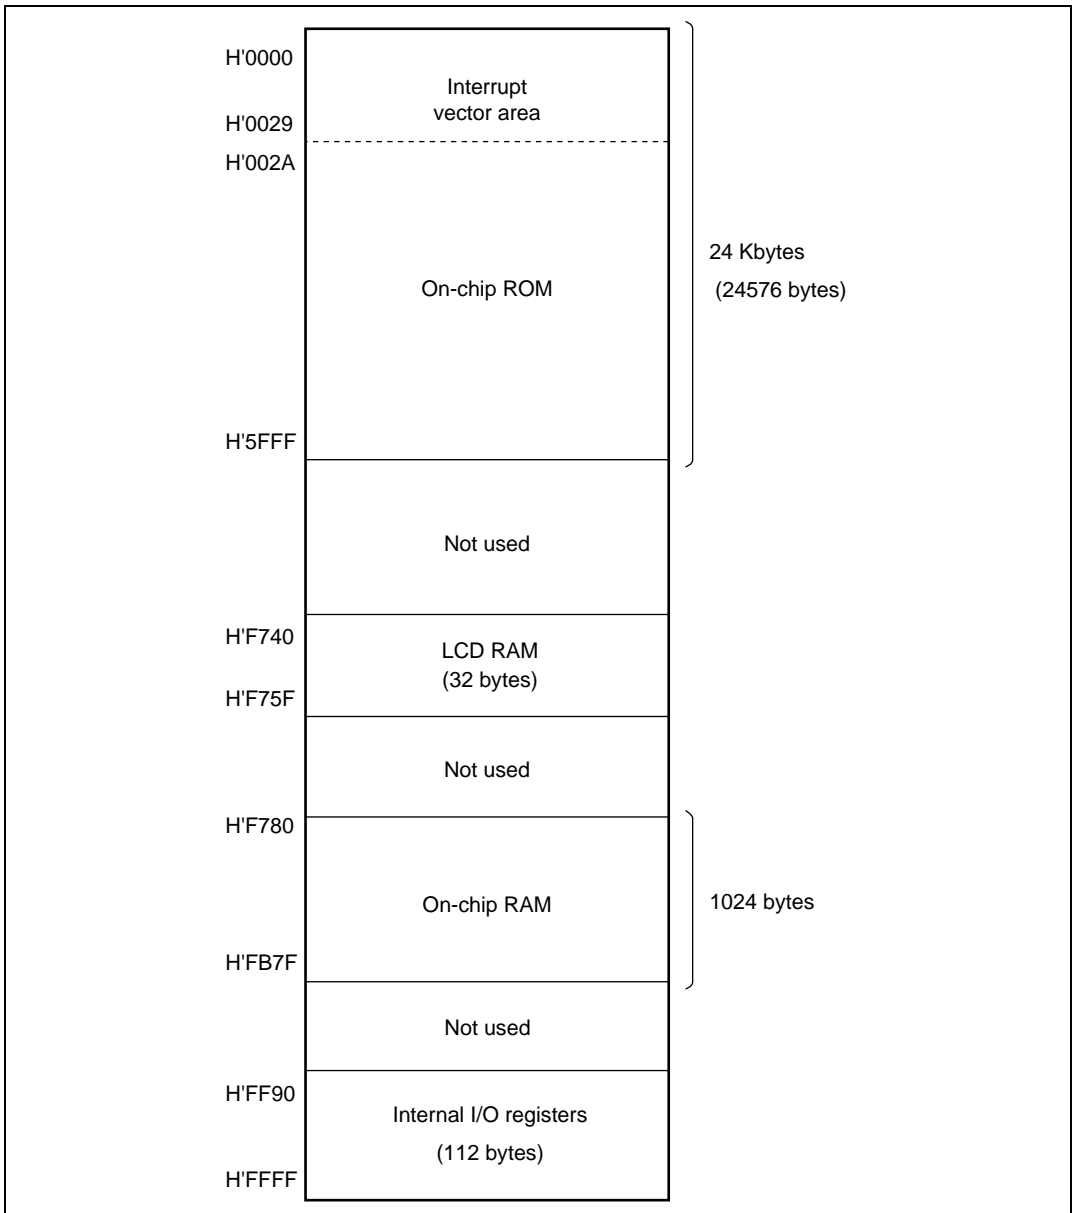 H'0000
Interrupt
vector area
H'0029
H'002A
24 Kbytes
(24576 bytes)
On-chip ROM
H'5FFF
Not used
H'F740
LCD RAM
(32 bytes)
H'F75F
Not used
H'F780
On-chip RAM
1024 bytes
H'FB7F
Not used
H'FF90
Internal I/O registers
(112 bytes)
H'FFFF